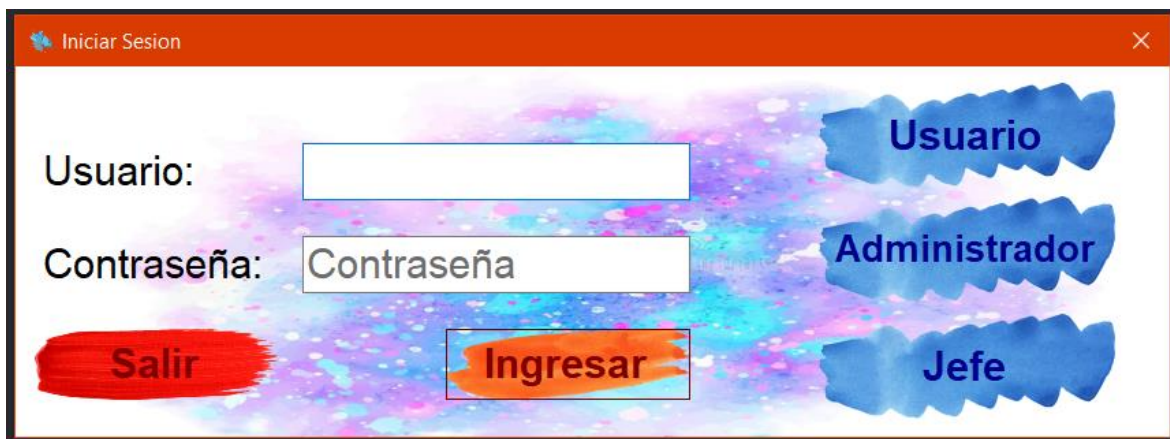 Iniciar Sesion
Usuario:
Contraseña:
Contraseña
Salir
Ingresar
Usuario
Administrador
Jefe